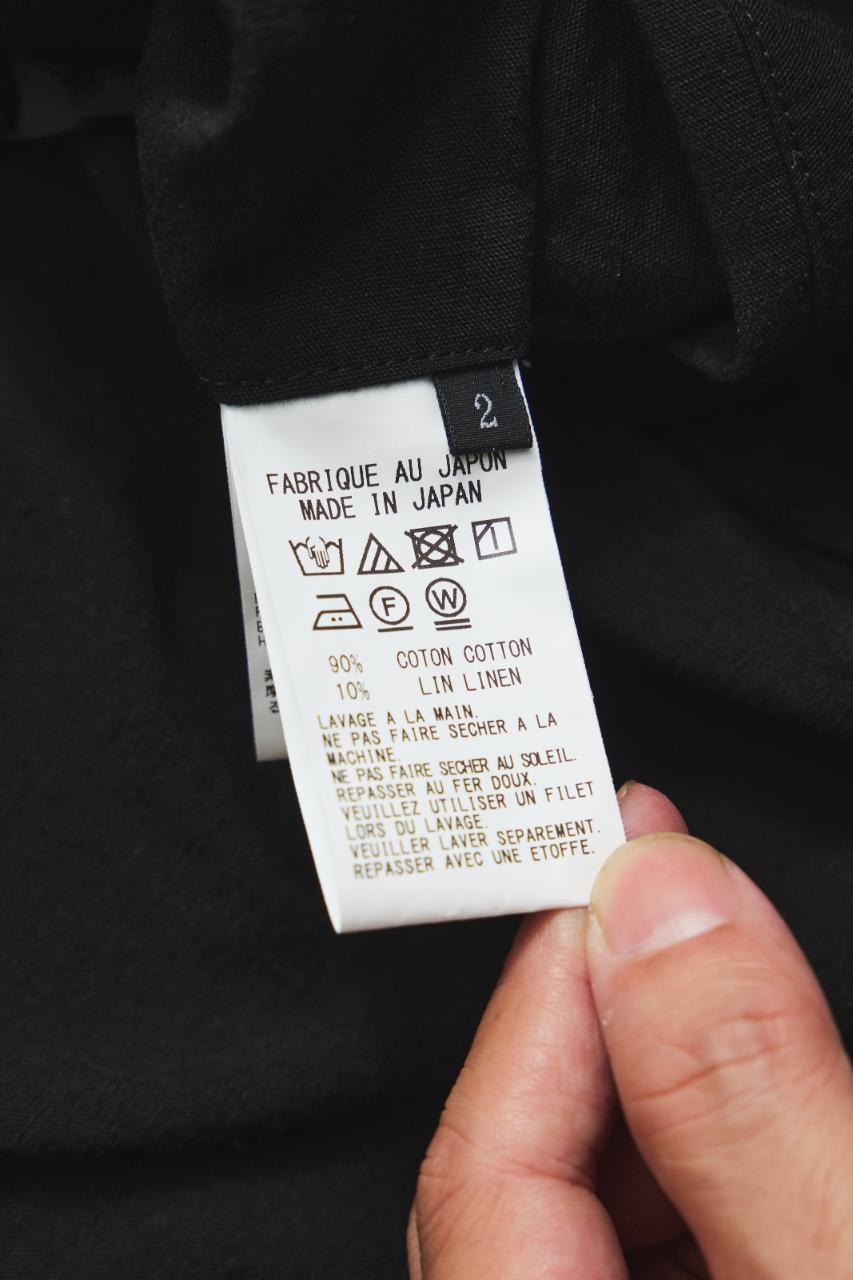 2
FABRIQUE AU JAPON
MADE IN JAPAN
F W
90% COTON COTTON
10% LIN LINEN
LAVAGE A LA MAIN.
NE PAS FAIRE SECHER A LA
MACHINE.
NE PAS FAIRE SECHER AU SOLEIL.
REPASSER AU FER DOUX.
VEUILLEZ UTILISER UN FILET
LORS DU LAVAGE.
VEUILLER LAVER SEPAREMENT.
REPASSER AVEC UNE ETOFFE.